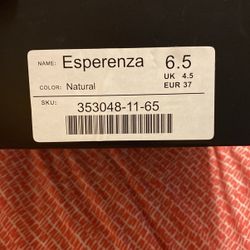 NAME: Esperenza 6.5
UK 4.5
COLOR: Natural EUR 37
SKU: 353048-11-65